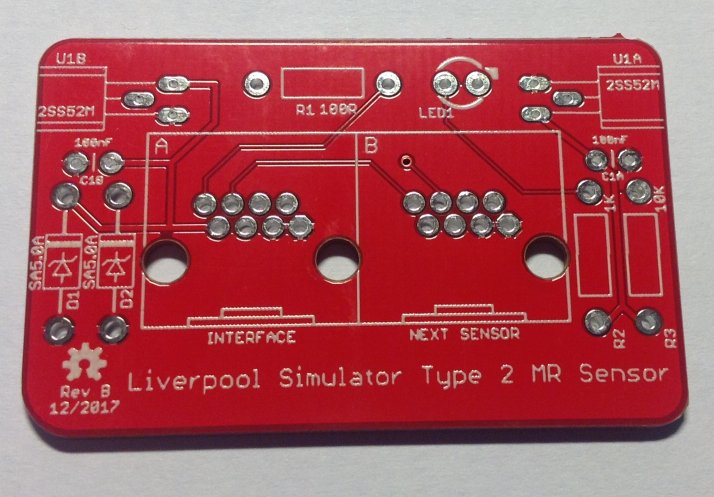 U1B
U1A
2SS52M
2SS52M
R1 100R
LED1
100nF
100nF
A
B
C1B
C1A
1K
10K
SA5.0A
SA5.0A
D1
D2
R2
R3
INTERFACE
NEXT SENSOR
Liverpool Simulator Type 2 MR Sensor
Rev B
12/2017